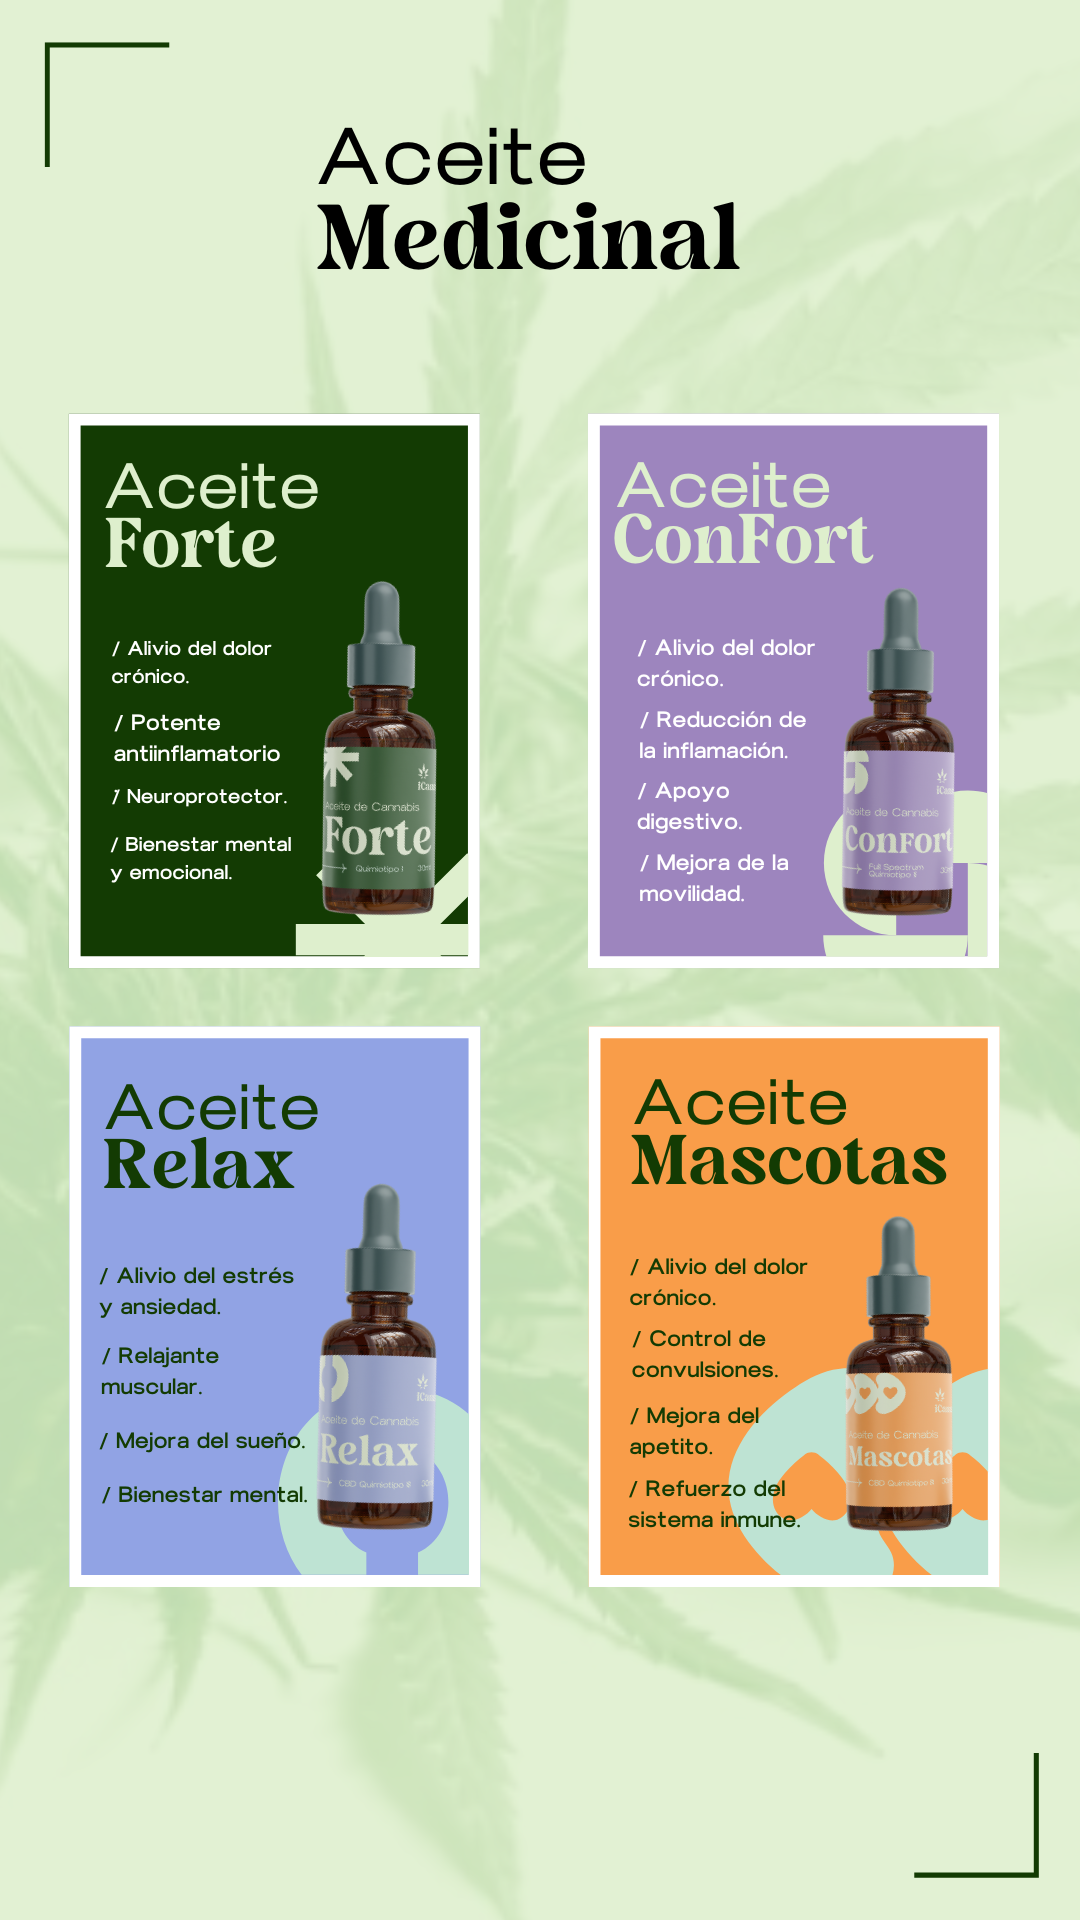 Aceite
Medicinal
Aceite
Forte
/ Alivio del dolor
crónico.
/ Potente
antiinflamatorio
/ Neuroprotector.
/ Bienestar mental
y emocional.
Aceite de Cannabis
Forte
Quimiotipo I
Aceite
ConFort
/ Alivio del dolor
crónico.
/ Reducción de
la inflamación.
/ Apoyo
digestivo.
/ Mejora de la
movilidad.
Aceite de Cannabis
ConFort
Full Spectrum
Quimiotipo II
Aceite
Relax
/ Alivio del estrés
y ansiedad.
/ Relajante
muscular.
/ Mejora del sueño.
/ Bienestar mental.
Aceite de Cannabis
Relax
CBD Quimiotipo III
Aceite
Mascotas
/ Alivio del dolor
crónico.
/ Control de
convulsiones.
/ Mejora del
apetito.
/ Refuerzo del
sistema inmune.
Aceite de Cannabis
Mascotas
CBD Quimiotipo III